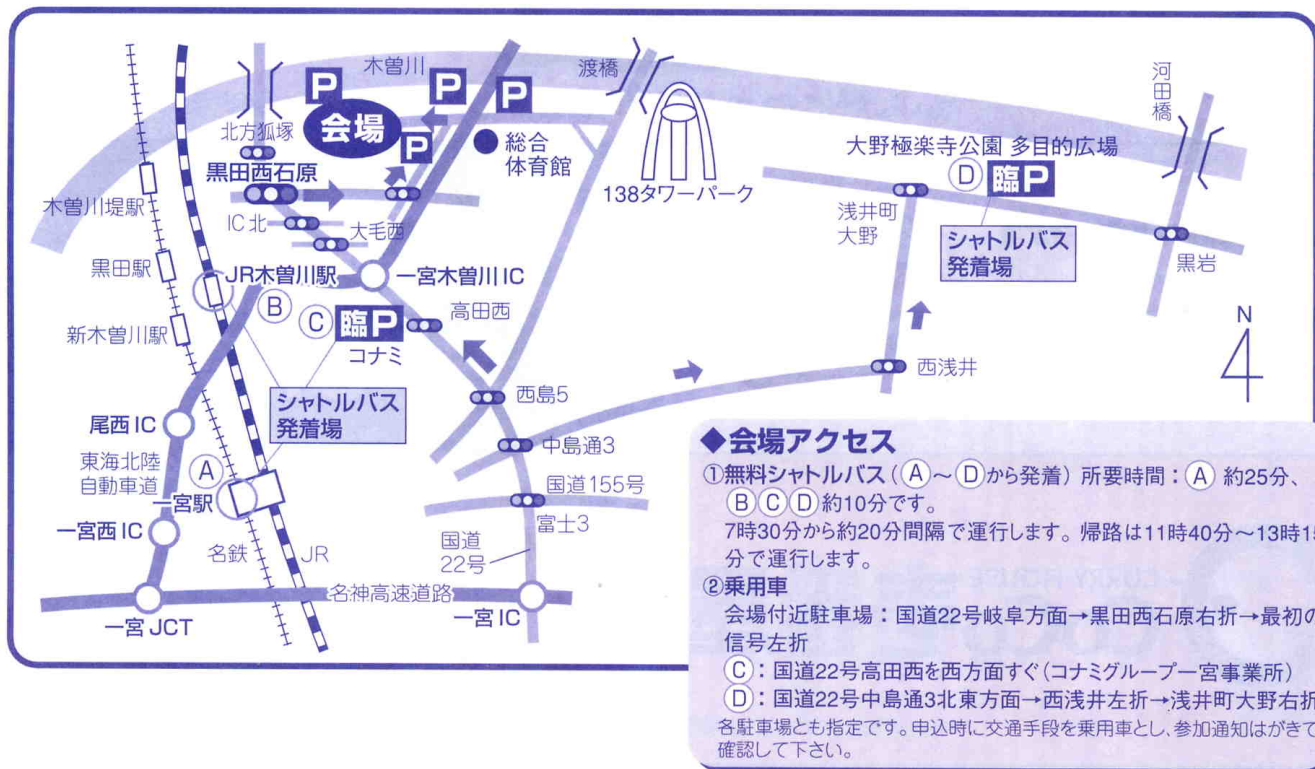 木曽川
渡橋
河田橋
P
P
P
P
会場
北方狐塚
黒田西石原
総合
体育館
138タワーパーク
大野極楽寺公園 多目的広場
D 臨P
浅井町
大野
シャトルバス
発着場
黒岩
木曽川堤駅
IC北
大毛西
黒田駅
JR木曽川駅
一宮木曽川IC
B
C 臨P
コナミ
高田西
新木曽川駅
西浅井
N
シャトルバス
発着場
西島5
尾西IC
中島通3
東海北陸
自動車道
A
一宮駅
国道155号
富士3
一宮西IC
名鉄
JR
国道
22号
名神高速道路
一宮JCT
一宮IC
◆会場アクセス
①無料シャトルバス(A～Dから発着)所要時間:A 約25分、
B C D 約10分です。
7時30分から約20分間隔で運行します。帰路は11時40分～13時15
分で運行します。
②乗用車
会場付近駐車場:国道22号岐阜方面→黒田西石原右折→最初の
信号左折
C:国道22号高田西を西方面すぐ(コナミグループ一宮事業所)
D:国道22号中島通3北東方面→西浅井左折→浅井町大野右折
各駐車場とも指定です。申込時に交通手段を乗用車とし、参加通知はがきで
確認して下さい。